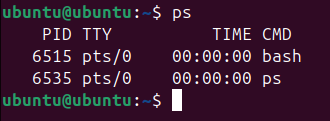 ubuntu@ubuntu:~$ ps
    PID TTY          TIME CMD
   6515 pts/0    00:00:00 bash
   6535 pts/0    00:00:00 ps
ubuntu@ubuntu:~$